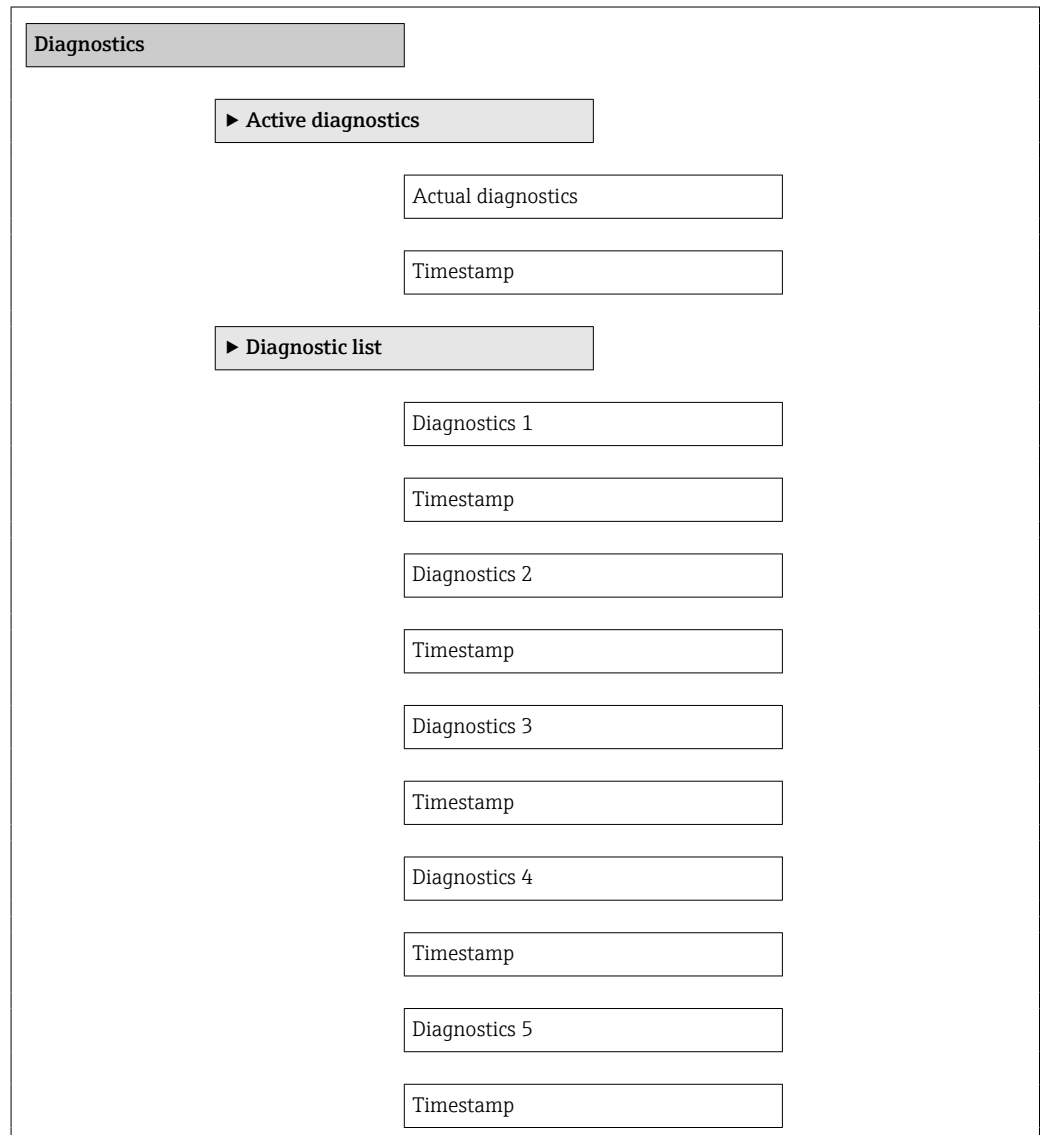 Diagnostics
▶ Active diagnostics
Actual diagnostics
Timestamp
▶ Diagnostic list
Diagnostics 1
Timestamp
Diagnostics 2
Timestamp
Diagnostics 3
Timestamp
Diagnostics 4
Timestamp
Diagnostics 5
Timestamp